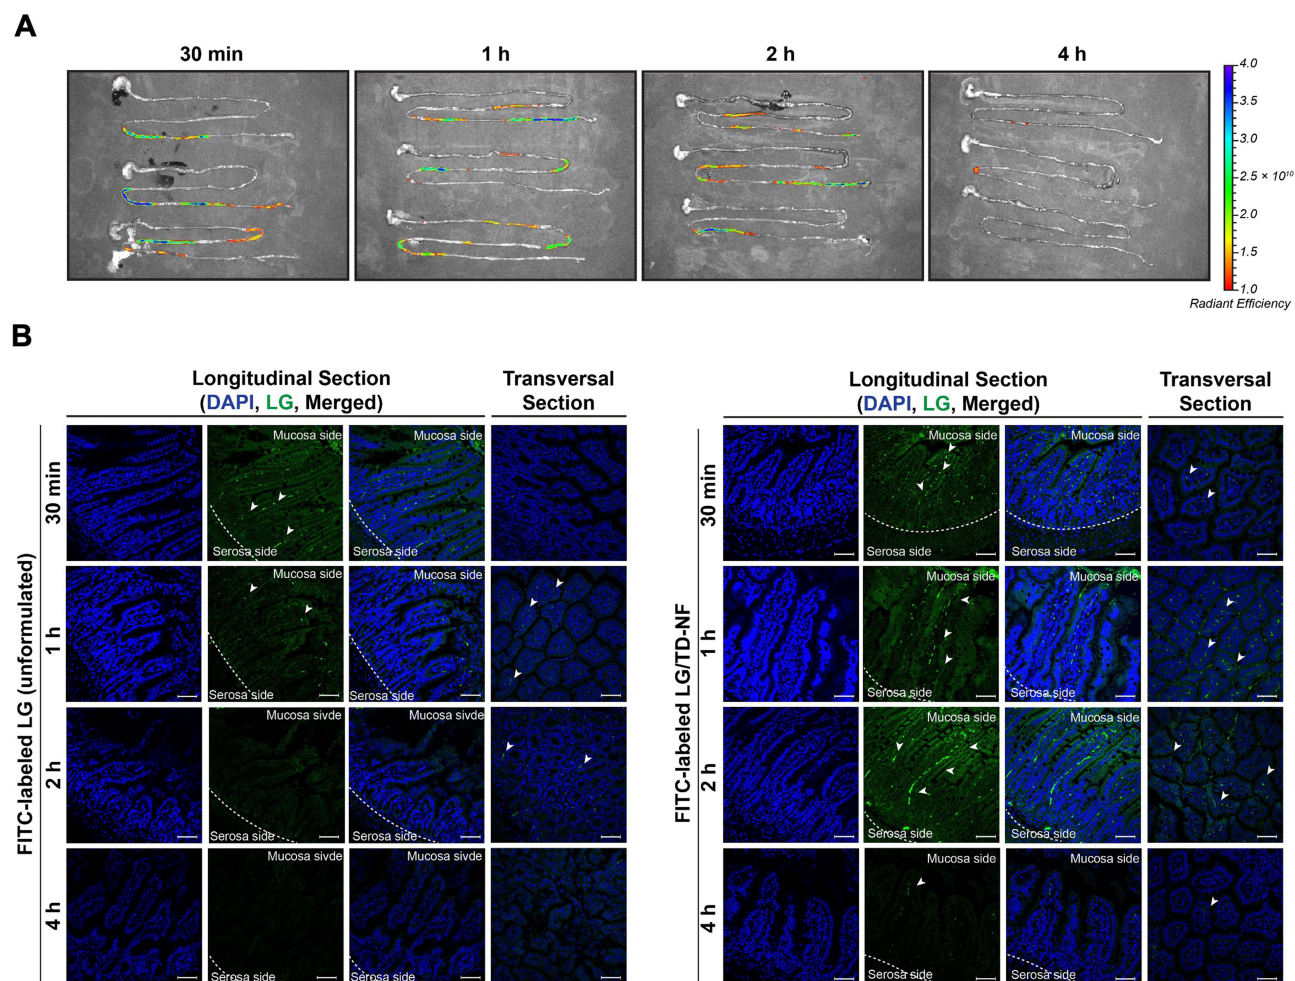 A
30 min
1 h
2 h
4 h
4.0
3.5
3.0
2.5 × 10¹⁰
2.0
1.5
1.0
Radiant Efficiency
B
Longitudinal Section
(DAPI, LG, Merged)
Transversal
Section
Longitudinal Section
(DAPI, LG, Merged)
Transversal
Section
FITC-labeled LG (unformulated)
30 min
Mucosa side
Mucosa side
Serosa side
Serosa side
1 h
Mucosa side
Mucosa side
Serosa side
Serosa side
2 h
Mucosa sivde
Mucosa sivde
Serosa side
Serosa side
4 h
Mucosa sivde
Mucosa sivde
Serosa side
Serosa side
FITC-labeled LG/TD-NF
30 min
Mucosa side
Mucosa side
Serosa side
Serosa side
1 h
Mucosa side
Mucosa side
Serosa side
Serosa side
2 h
Mucosa side
Mucosa side
Serosa side
Serosa side
4 h
Mucosa side
Mucosa side
Serosa side
Serosa side